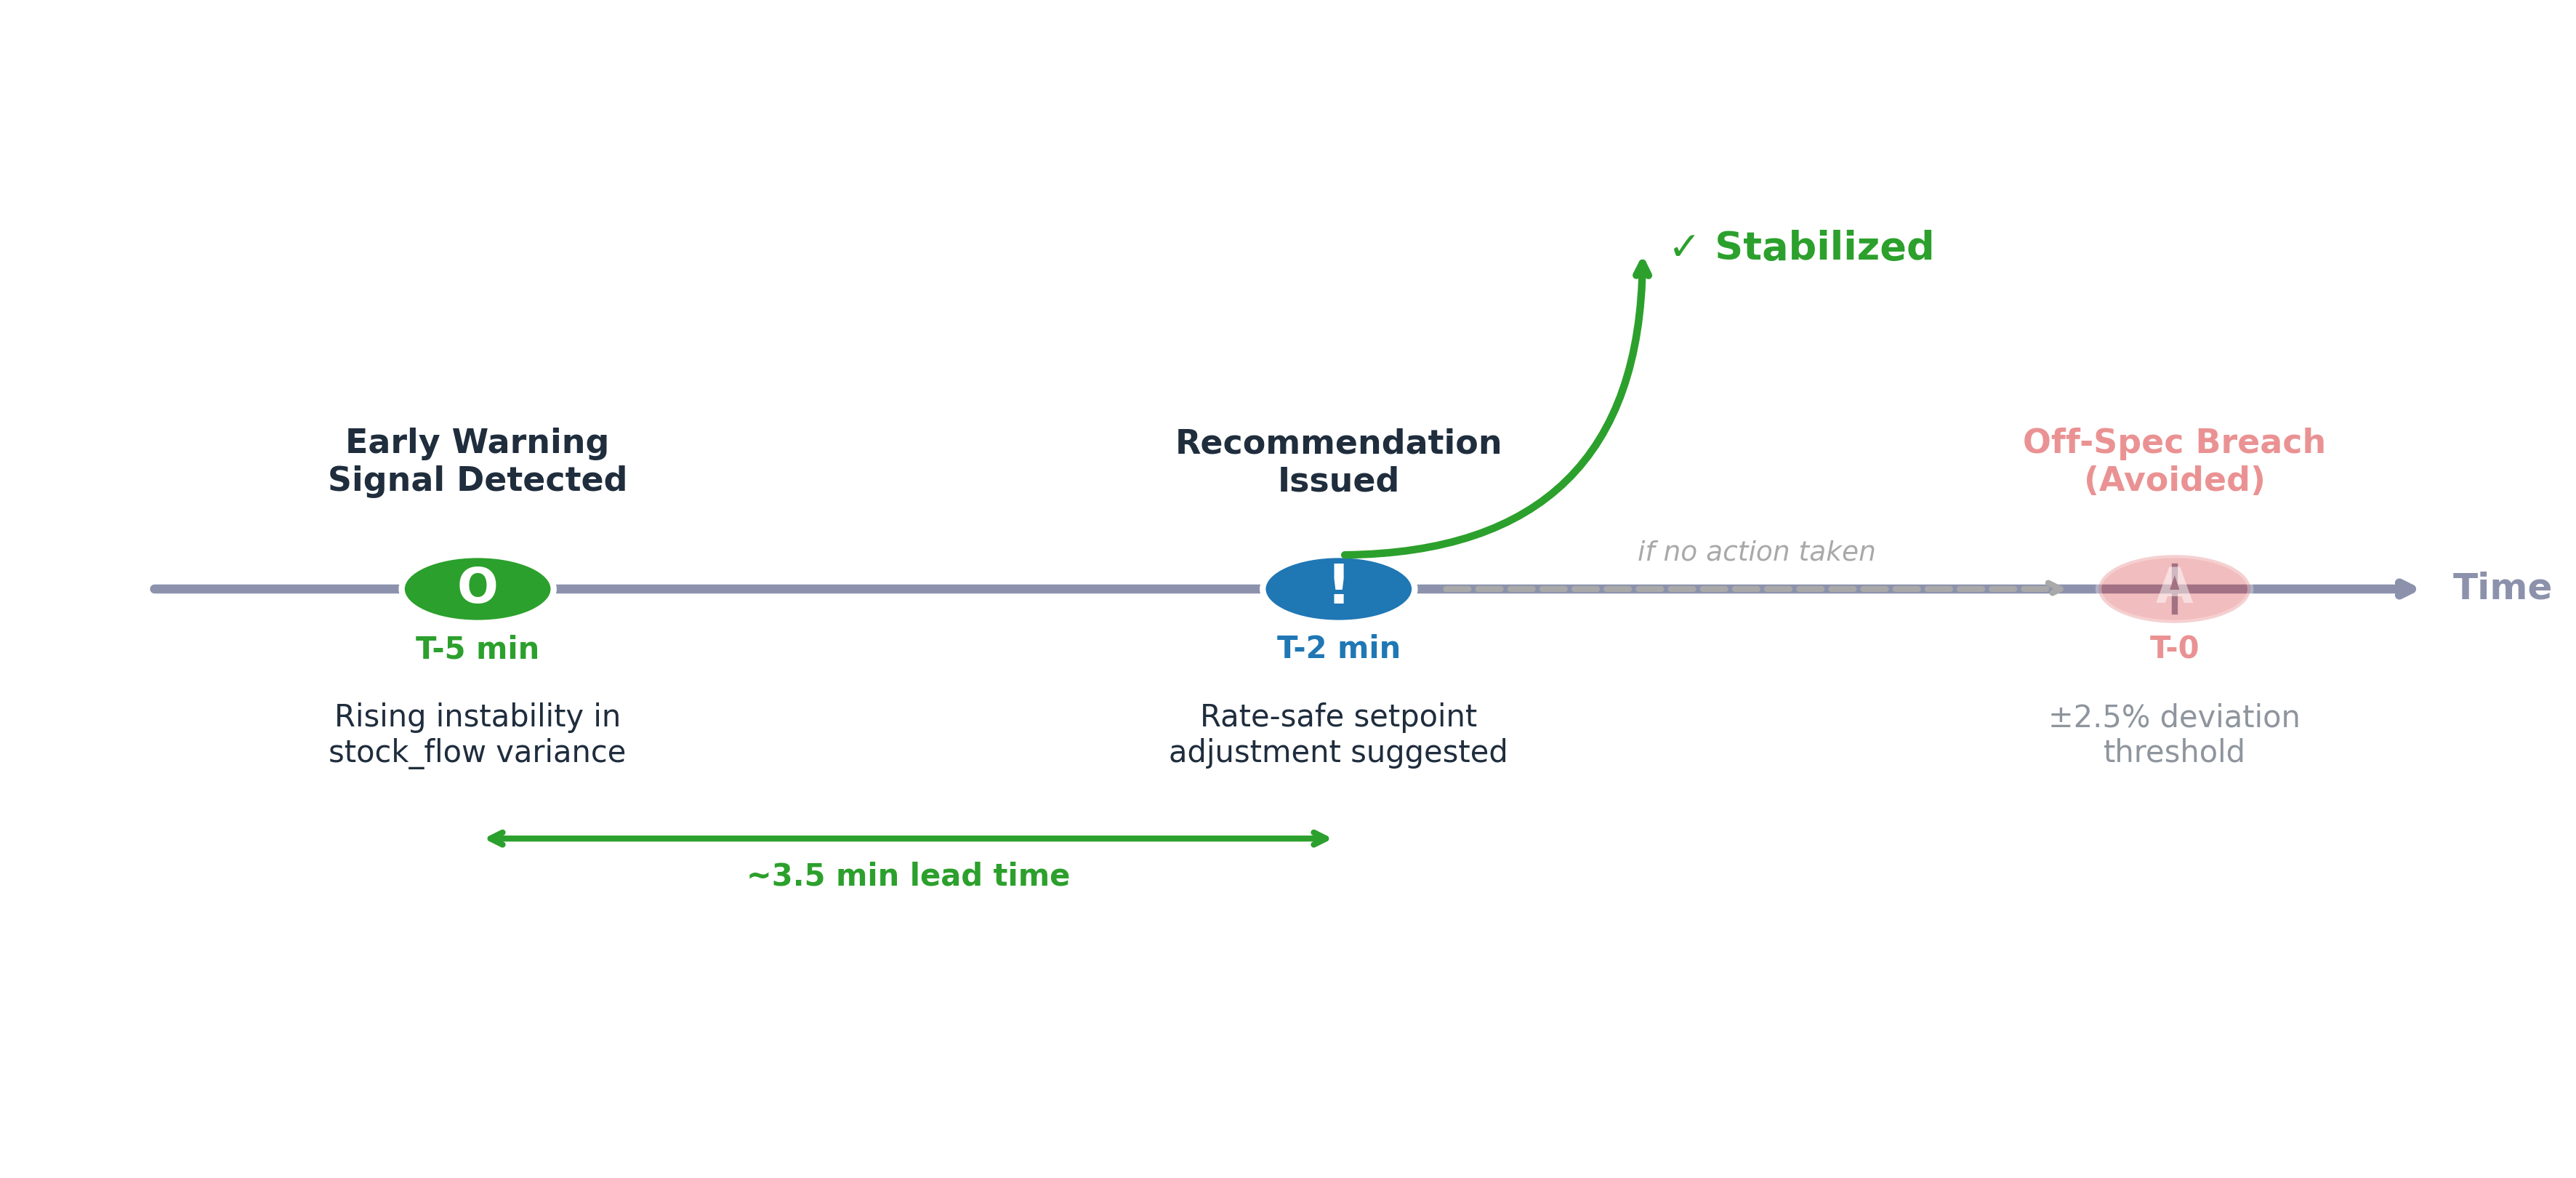 ✓ Stabilized
Early Warning
Signal Detected
Recommendation
Issued
Off-Spec Breach
(Avoided)
if no action taken
O
!
A
Time
T-5 min
T-2 min
T-0
Rising instability in
stock_flow variance
Rate-safe setpoint
adjustment suggested
±2.5% deviation
threshold
~3.5 min lead time